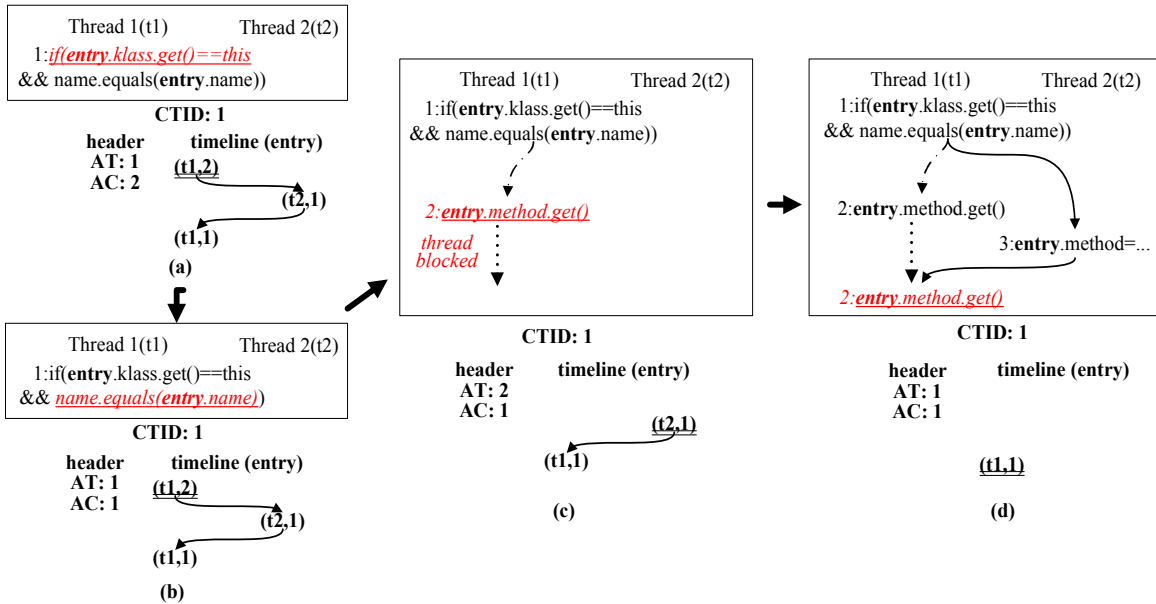 Thread 1(t1) Thread 2(t2)
1:if(entry.klass.get()==this
&& name.equals(entry.name))
CTID: 1
header timeline (entry)
AT: 1 (t1,2)
AC: 2
(t2,1)
(t1,1)
(a)
Thread 1(t1) Thread 2(t2)
1:if(entry.klass.get()==this
&& name.equals(entry.name))
CTID: 1
header timeline (entry)
AT: 1 (t1,2)
AC: 1
(t2,1)
(t1,1)
(b)
Thread 1(t1) Thread 2(t2)
1:if(entry.klass.get()==this
&& name.equals(entry.name))
2:entry.method.get()
thread
blocked
CTID: 1
header timeline (entry)
AT: 2
AC: 1
(t2,1)
(t1,1)
(c)
Thread 1(t1) Thread 2(t2)
1:if(entry.klass.get()==this
&& name.equals(entry.name))
2:entry.method.get()
3:entry.method=...
2:entry.method.get()
CTID: 1
header timeline (entry)
AT: 1
AC: 1
(t1,1)
(d)